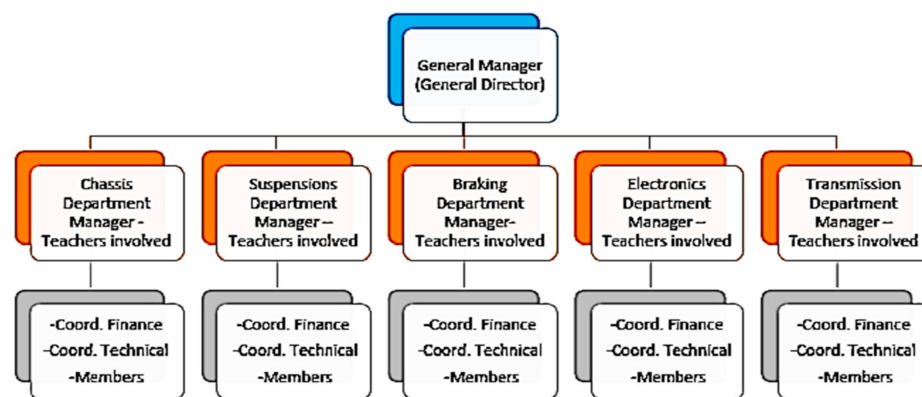 General Manager
(General Director)
Chassis
Department
Manager -
Teachers involved
Suspensions
Department
Manager –
Teachers involved
Braking
Department
Manager-
Teachers involved
Electronics
Department
Manager –
Teachers involved
Transmission
Department
Manager –
Teachers involved
-Coord. Finance
-Coord. Technical
-Members
-Coord. Finance
-Coord. Technical
-Members
-Coord. Finance
-Coord. Technical
-Members
-Coord. Finance
-Coord. Technical
-Members
-Coord. Finance
-Coord. Technical
-Members